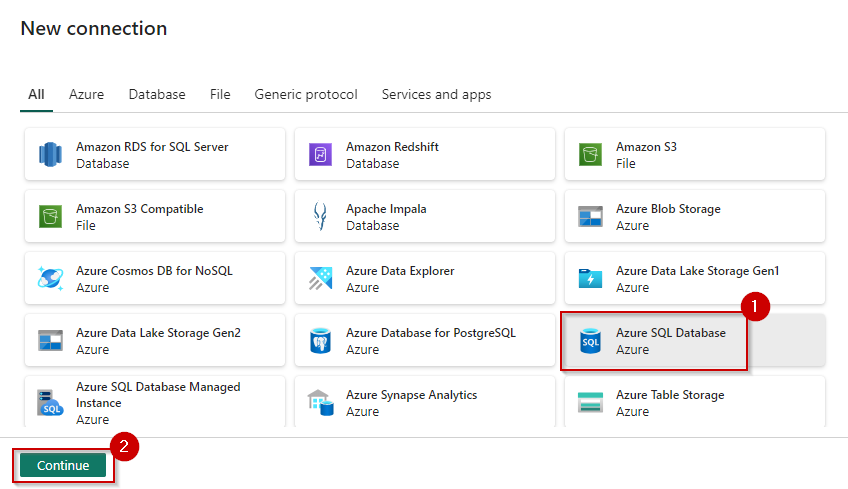 New connection
All Azure Database File Generic protocol Services and apps
Amazon RDS for SQL Server
Database
Amazon Redshift
Database
Amazon S3
File
Amazon S3 Compatible
File
Apache Impala
Database
Azure Blob Storage
Azure
Azure Cosmos DB for NoSQL
Azure
Azure Data Explorer
Azure
Azure Data Lake Storage Gen1
Azure
Azure Data Lake Storage Gen2
Azure
Azure Database for PostgreSQL
Azure
1
SQL
Azure SQL Database
Azure
SQL
Azure SQL Database Managed
Instance
Azure
Azure Synapse Analytics
Azure
Azure Table Storage
Azure
2
Continue